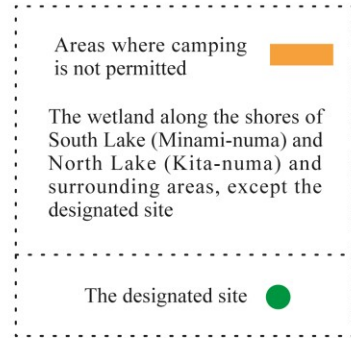 Areas where camping
is not permitted
The wetland along the shores of
South Lake (Minami-numa) and
North Lake (Kita-numa) and
surrounding areas, except the
designated site
The designated site